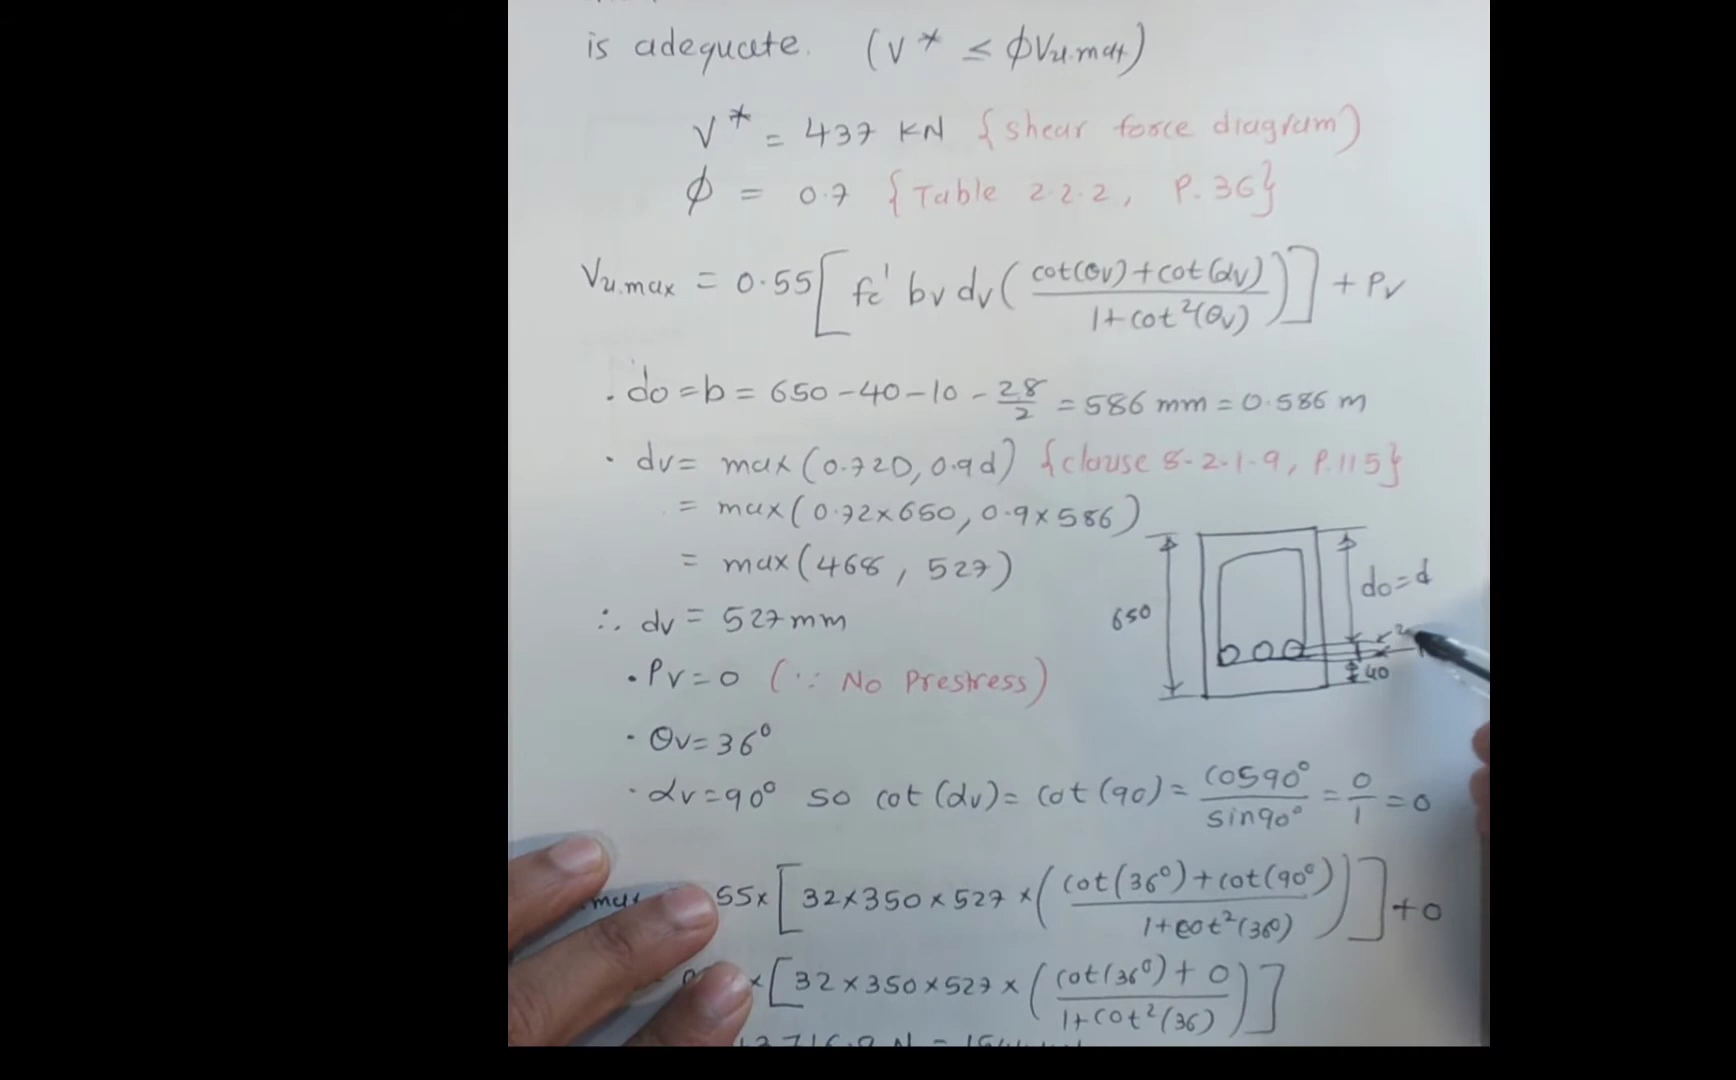 is adequate. (V* ≤ ϕVu.max)
V* = 437 KN {shear force diagram)
ϕ = 0.7 {Table 2.2.2, P.36}
Vu.max = 0.55[fc' bv dv(cot(θv)+cot(αv)/1+cot²(θv))] + Pv
. do = b = 650 - 40 - 10 - 28/2 = 586 mm = 0.586 m
. dv = max(0.72D, 0.9d) {clause 8.2.1.9, P.115}
= max(0.72×650, 0.9×586)
= max(468, 527)
∴ dv = 527mm
650
do=d
40
. Pv=0 (∵ No Prestress)
. θv=36°
. αv=90° so cot(αv)= cot(90)= cos90°/sin90° = 0/1 = 0
55×[32×350×527×(cot(36°)+cot(90°)/1+cot²(36°))]+0
×[32×350×527×(cot(36°)+0/1+cot²(36))]